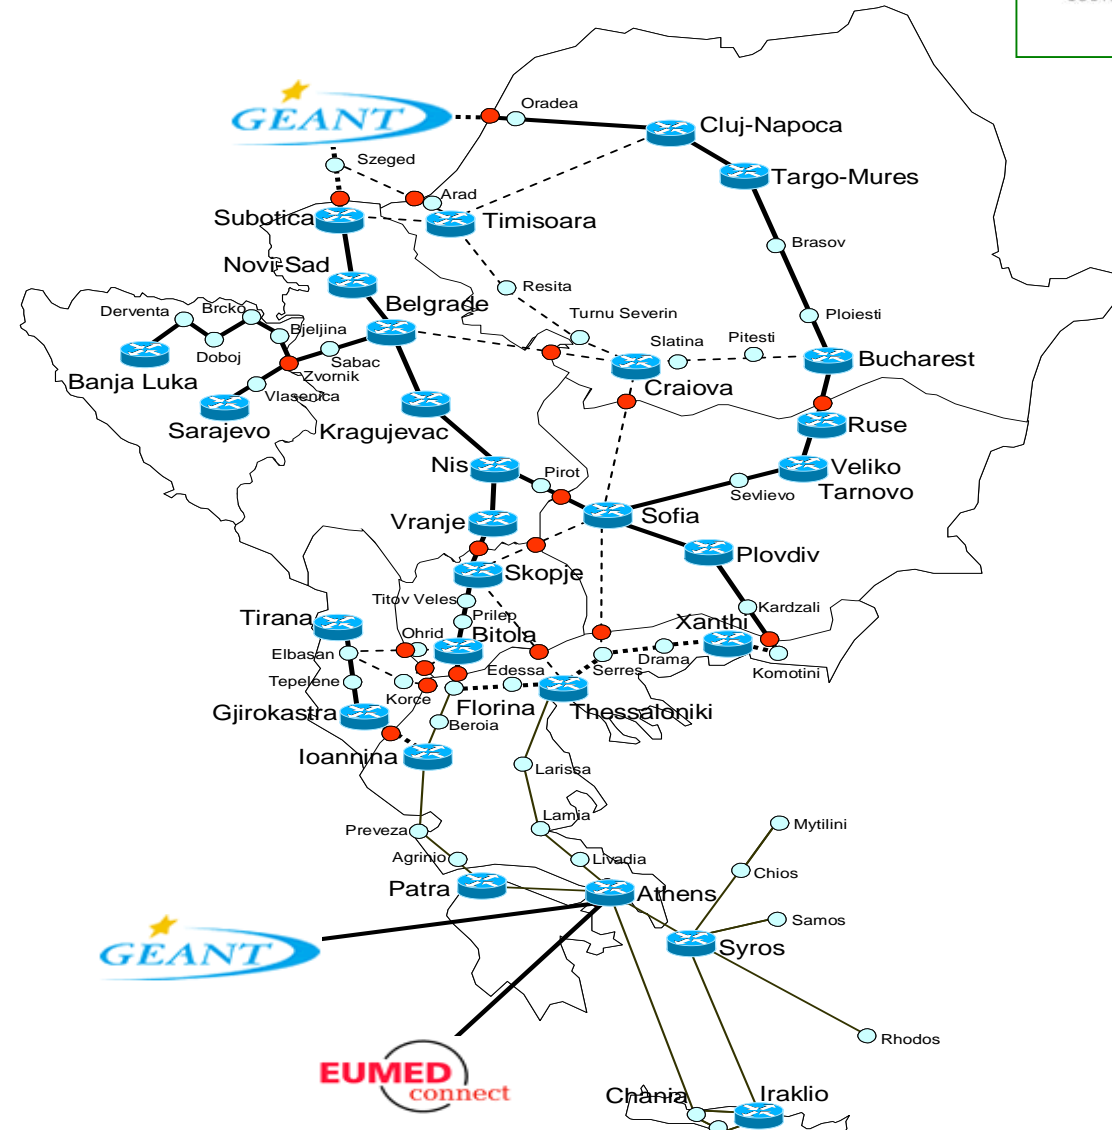 Oradea
GEANT
Cluj-Napoca
Szeged
Targo-Mures
Arad
Subotica
Timisoara
Brasov
Novi-Sad
Resita
Belgrade
Derventa
Brcko
Turnu Severin
Ploiesti
Bjeljina
Slatina
Pitesti
Doboj
Sabac
Bucharest
Zvornik
Banja Luka
Craiova
Vlasenica
Sarajevo
Kragujevac
Ruse
Nis
Pirot
Veliko
Tarnovo
Sevlievo
Vranje
Sofia
Plovdiv
Skopje
Titov Veles
Kardzali
Prilep
Tirana
Xanthi
Ohrid
Bitola
Elbasan
Drama
Edessa
Serres
Komotini
Tepelene
Korce
Florina
Gjirokastra
Thessaloniki
Beroia
Ioannina
Larissa
Lamia
Mytilini
Preveza
Agrinio
Livadia
Chios
Patra
Athens
Samos
Syros
GEANT
Rhodos
EUMED
connect
Chania
Iraklio